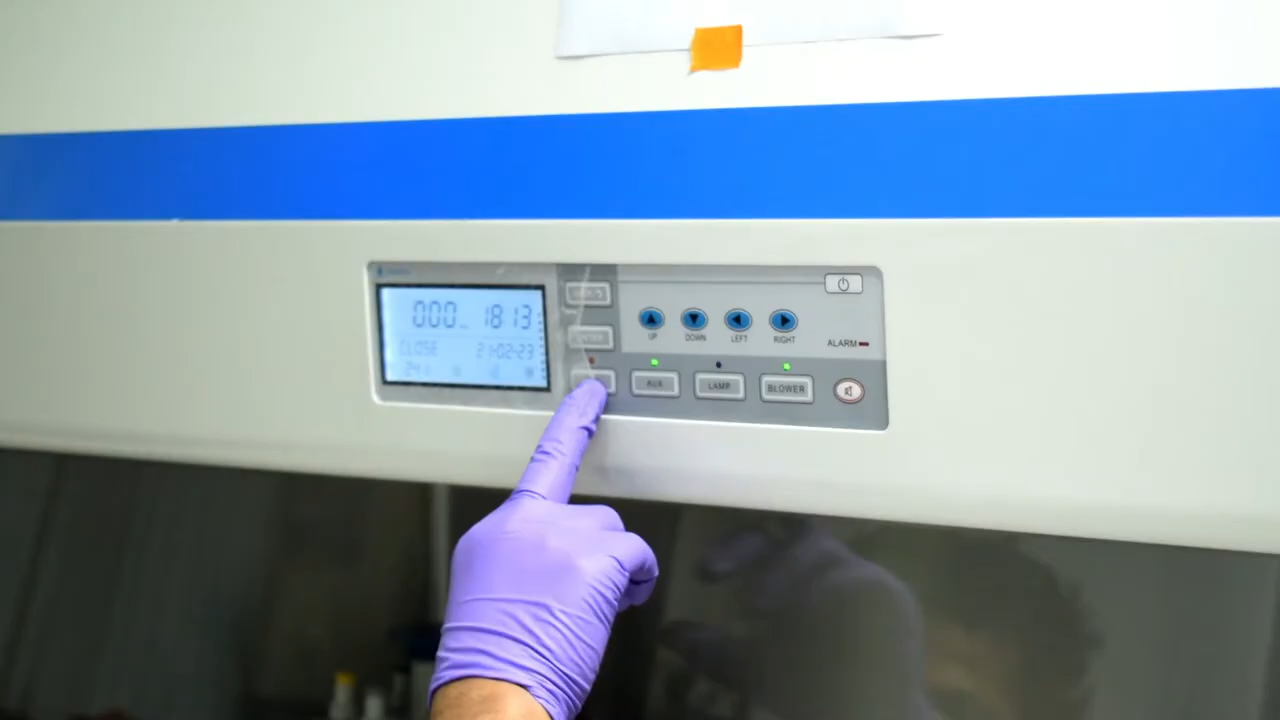 000 1813
CLOSE 21-02-23
UP DOWN LEFT RIGHT
ALARM
AUX LAMP BLOWER